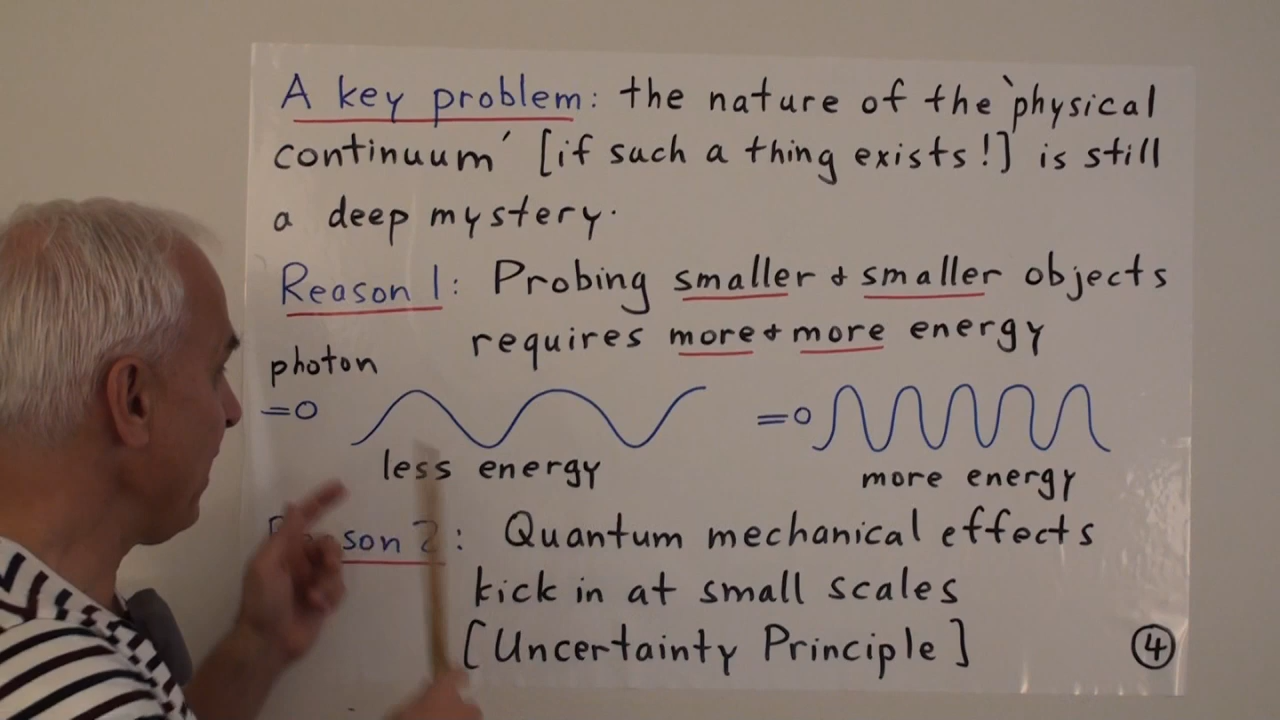 A key problem: the nature of the `physical
continuum' [if such a thing exists!] is still
a deep mystery.
Reason 1: Probing smaller & smaller objects
requires more & more energy
photon
less energy
more energy
2: Quantum mechanical effects
kick in at small scales
[Uncertainty Principle]
4